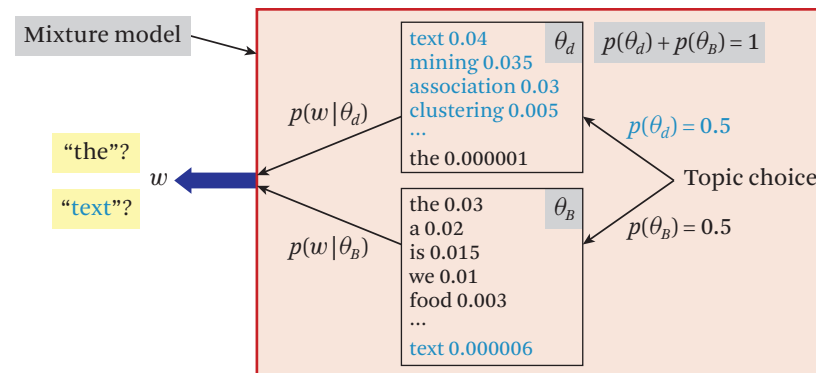 Mixture model
text 0.04
mining 0.035
association 0.03
clustering 0.005
...
the 0.000001
θd
p(θd) + p(θB) = 1
p(w|θd)
p(θd) = 0.5
"the"?
w
"text"?
Topic choice
the 0.03
a 0.02
is 0.015
we 0.01
food 0.003
...
text 0.000006
θB
p(w|θB)
p(θB) = 0.5